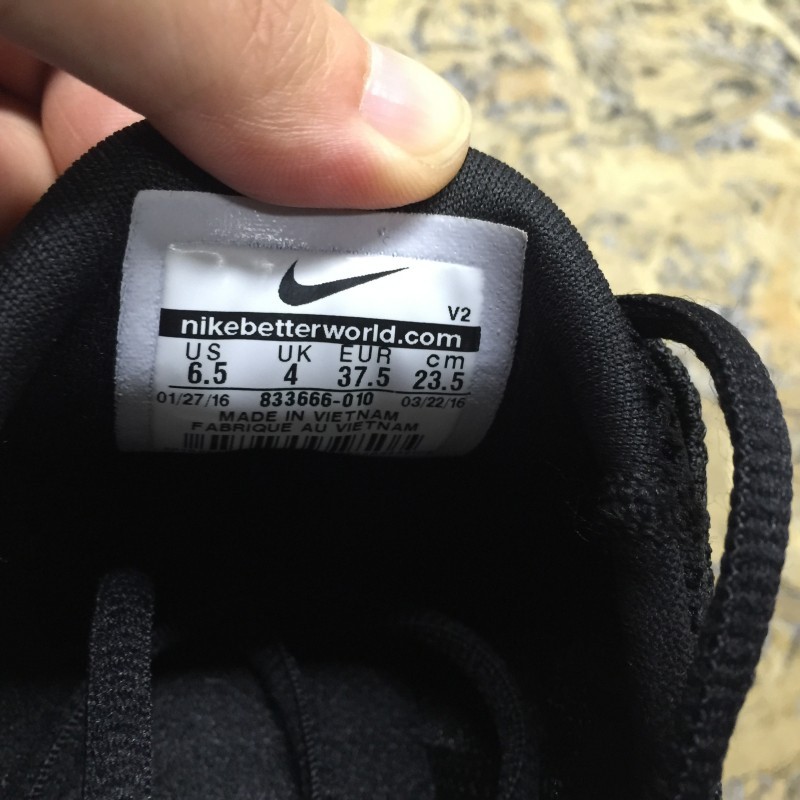 V2
nikebetterworld.com
US UK EUR cm
6.5 4 37.5 23.5
01/27/16 833666-010 03/22/16
MADE IN VIETNAM
FABRIQUE AU VIETNAM